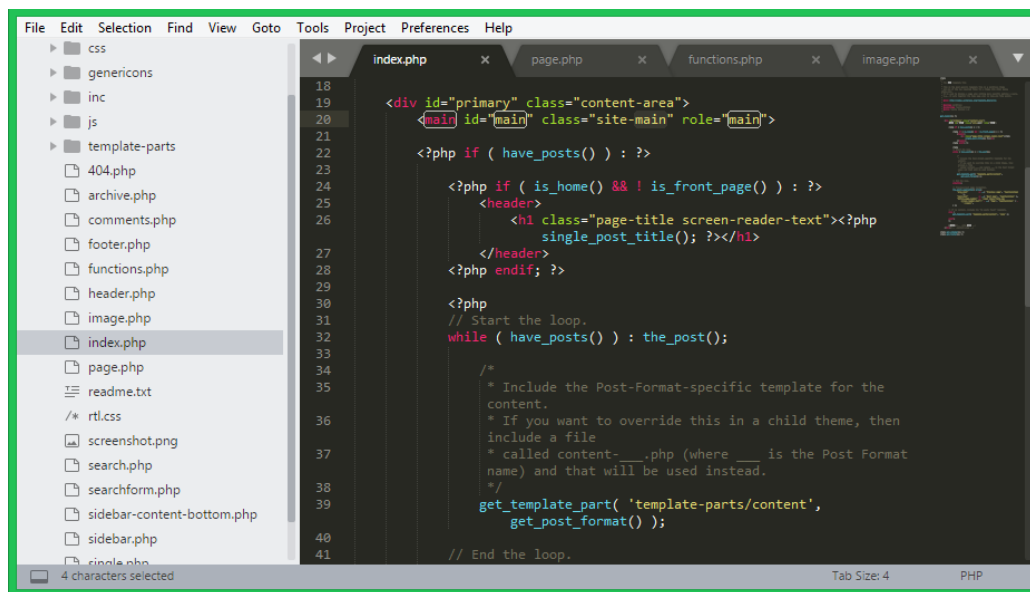 File Edit Selection Find View Goto Tools Project Preferences Help
css
genericons
inc
js
template-parts
404.php
archive.php
comments.php
footer.php
functions.php
header.php
image.php
index.php
page.php
readme.txt
/* rtl.css
screenshot.png
search.php
searchform.php
sidebar-content-bottom.php
sidebar.php
single.php
index.php × page.php × functions.php × image.php ×
18
19 <div id="primary" class="content-area">
20 <main id="main" class="site-main" role="main">
21
22 <?php if ( have_posts() ) : ?>
23
24 <?php if ( is_home() && ! is_front_page() ) : ?>
25 <header>
26 <h1 class="page-title screen-reader-text"><?php
single_post_title(); ?></h1>
27 </header>
28 <?php endif; ?>
29
30 <?php
31 // Start the loop.
32 while ( have_posts() ) : the_post();
33
34 /*
35 * Include the Post-Format-specific template for the
content.
36 * If you want to override this in a child theme, then
include a file
37 * called content-___.php (where ___ is the Post Format
name) and that will be used instead.
38 */
39 get_template_part( 'template-parts/content',
get_post_format() );
40
41 // End the loop.
4 characters selected Tab Size: 4 PHP